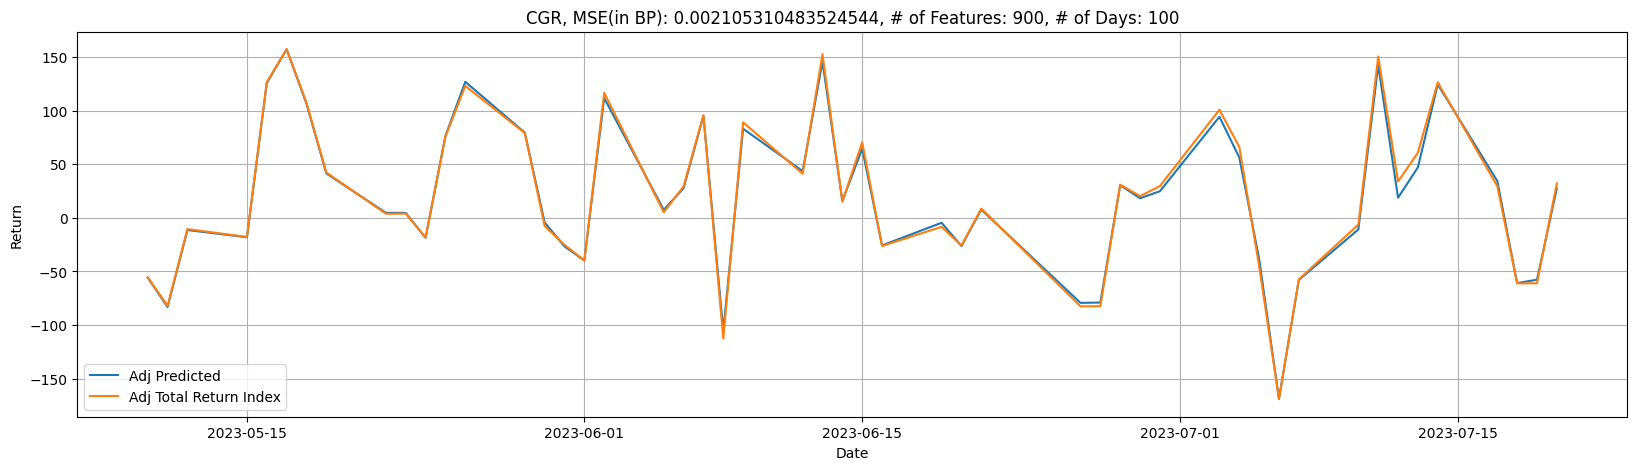 CGR, MSE(in BP): 0.002105310483524544, # of Features: 900, # of Days: 100
150
100
50
0
−50
−100
−150
Return
Adj Predicted
Adj Total Return Index
2023-05-15
2023-06-01
2023-06-15
2023-07-01
2023-07-15
Date